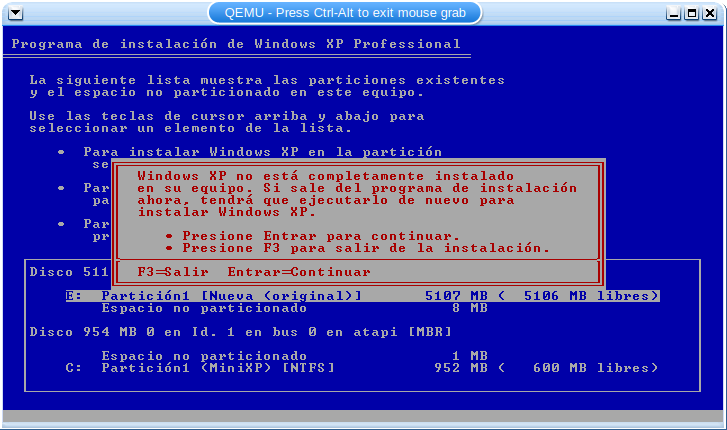 QEMU - Press Ctrl-Alt to exit mouse grab
Programa de instalación de Windows XP Professional
La siguiente lista muestra las particiones existentes
y el espacio no particionado en este equipo.
Use las teclas de cursor arriba y abajo para
seleccionar un elemento de la lista.
• Para instalar Windows XP en la partición
se
• Par
pa
• Par
pr
Windows XP no está completamente instalado
en su equipo. Si sale del programa de instalación
ahora, tendrá que ejecutarlo de nuevo para
instalar Windows XP.
• Presione Entrar para continuar.
• Presione F3 para salir de la instalación.
F3=Salir Entrar=Continuar
Disco 511
E: Partición1 [Nueva (original)] 5107 MB ( 5106 MB libres)
Espacio no particionado 8 MB
Disco 954 MB 0 en Id. 1 en bus 0 en atapi [MBR]
Espacio no particionado 1 MB
C: Partición1 (MiniXP) [NTFS] 952 MB ( 600 MB libres)